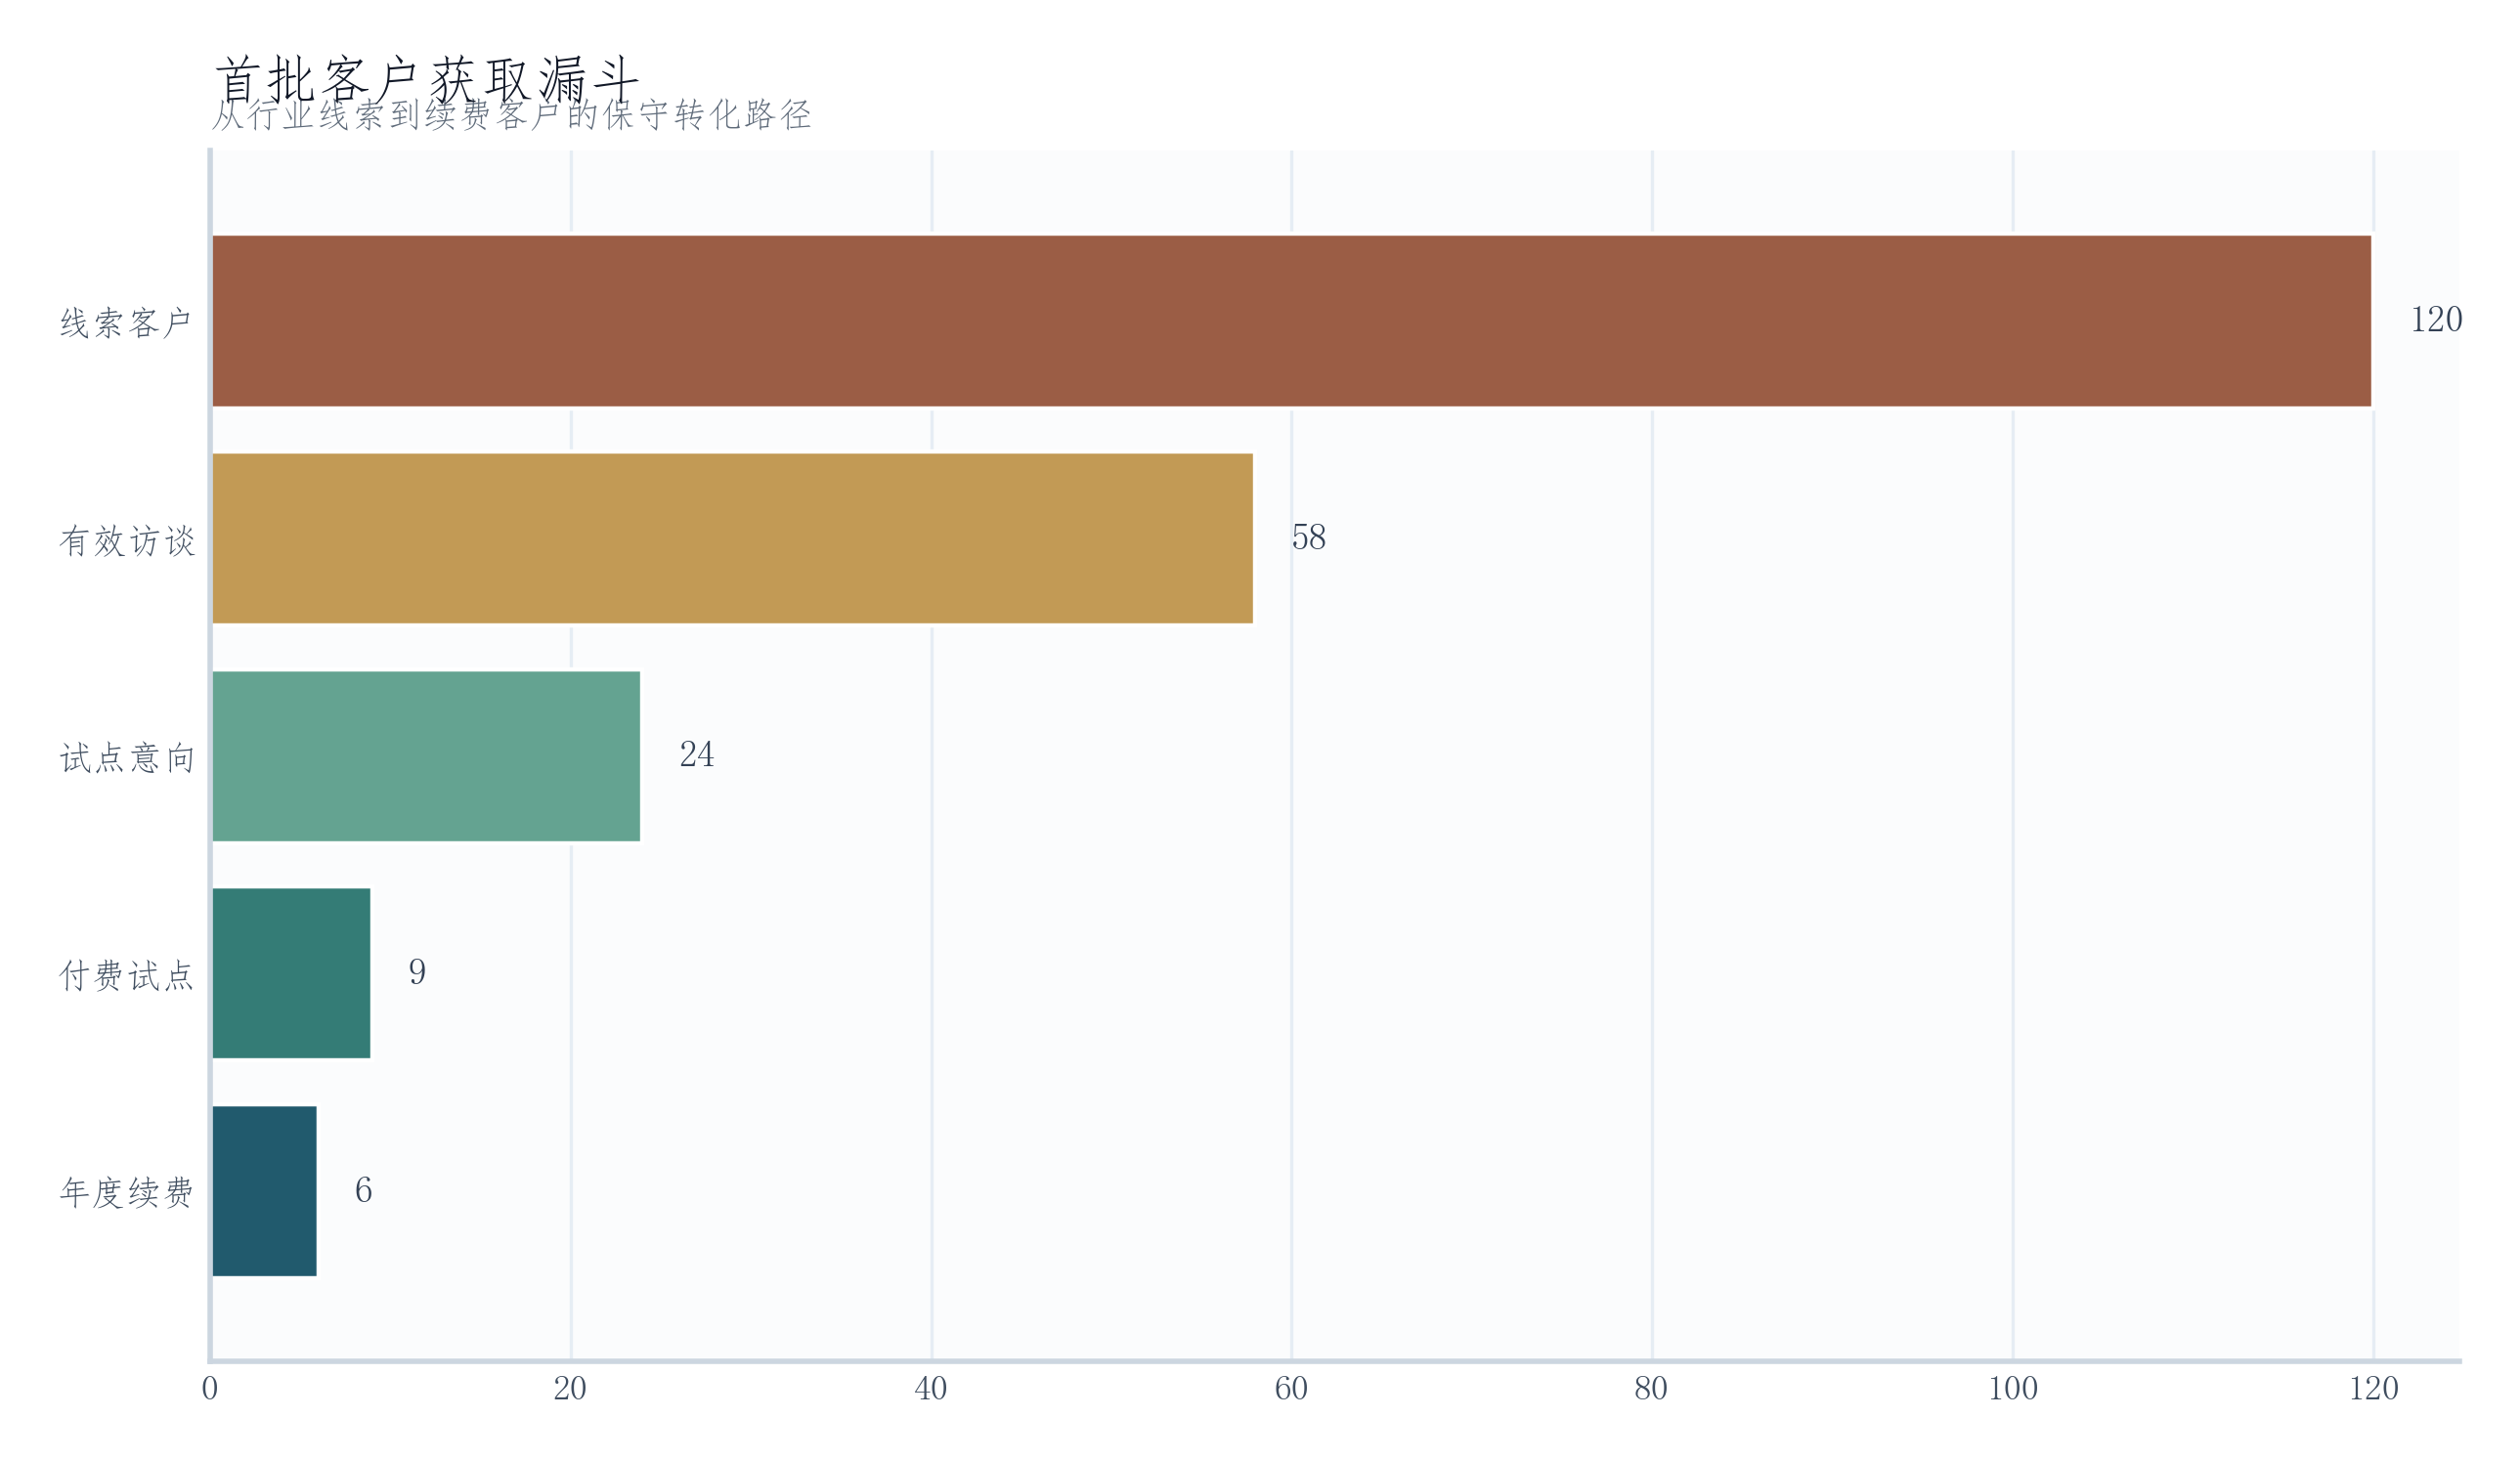 首批客户获取漏斗
从行业线索到续费客户的保守转化路径
线索客户 120
有效访谈 58
试点意向 24
付费试点 9
年度续费 6
0 20 40 60 80 100 120